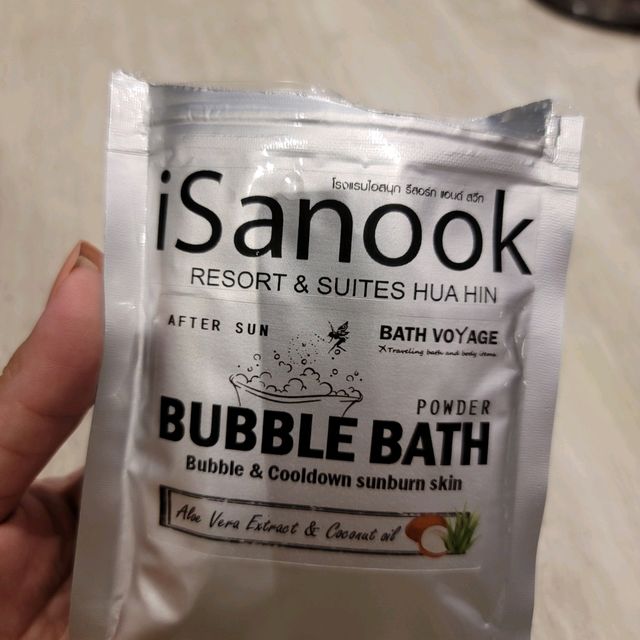 โรงแรมไอสนุก รีสอร์ท แอนด์ สวีท
iSanook
RESORT & SUITES HUA HIN
AFTER SUN
BATH VOYAGE
Traveling bath and body items
POWDER
BUBBLE BATH
Bubble & Cooldown sunburn skin
Aloe Vera Extract & Coconut oil